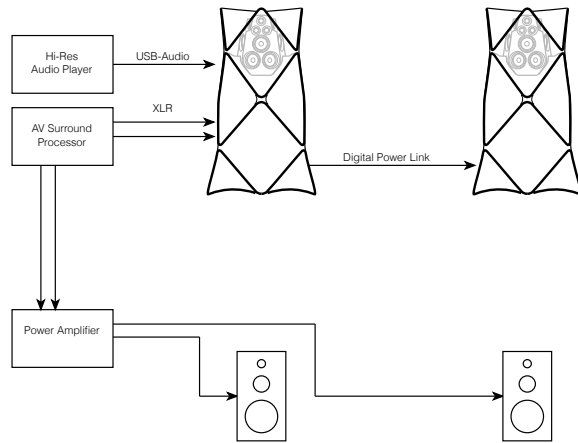 Hi-Res
Audio Player
USB-Audio
XLR
AV Surround
Processor
Digital Power Link
Power Amplifier